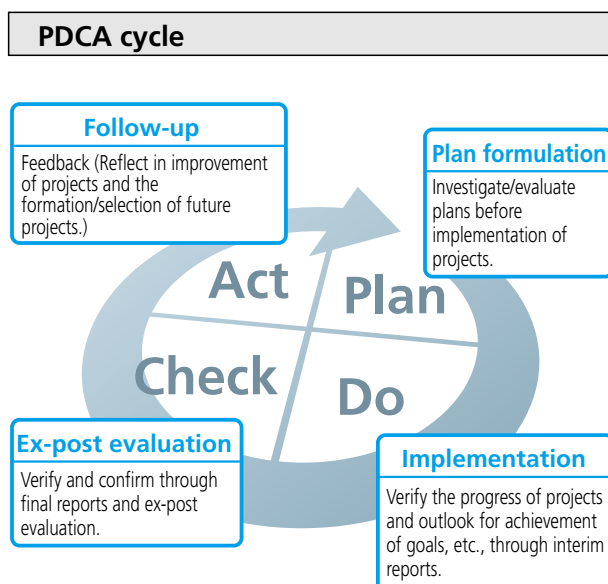 PDCA cycle
Follow-up
Feedback (Reflect in improvement
of projects and the
formation/selection of future
projects.)
Plan formulation
Investigate/evaluate
plans before
implementation of
projects.
Act
Plan
Check
Do
Ex-post evaluation
Verify and confirm through
final reports and ex-post
evaluation.
Implementation
Verify the progress of projects
and outlook for achievement
of goals, etc., through interim
reports.